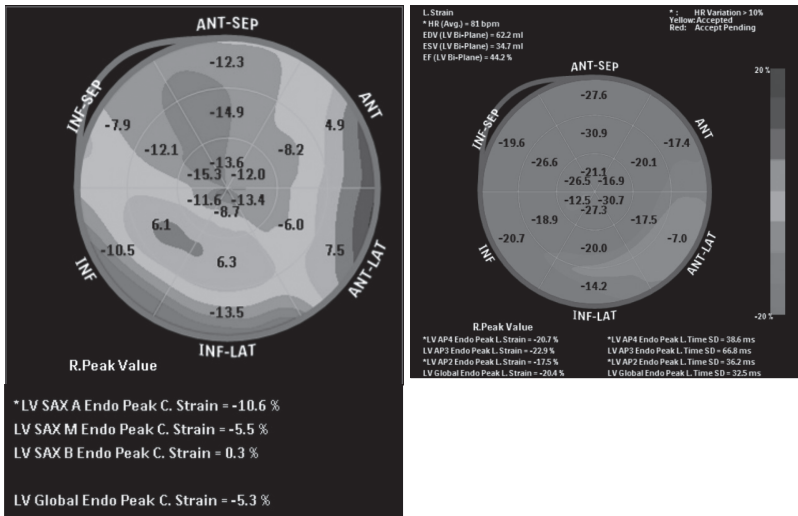 ANT-SEP
-12.3
INF-SEP
ANT
-7.9
4.9
-14.9
-12.1
-8.2
-13.6
-15.3 -12.0
-11.6 -13.4
-8.7
6.1
-6.0
-10.5
6.3
7.5
INF
ANT-LAT
-13.5
INF-LAT
R.Peak Value
*LV SAX A Endo Peak C. Strain = -10.6 %
LV SAX M Endo Peak C. Strain = -5.5 %
LV SAX B Endo Peak C. Strain = 0.3 %
LV Global Endo Peak C. Strain = -5.3 %
L. Strain
* HR (Avg.) = 81 bpm
EDV (LV Bi-Plane) = 62.2 ml
ESV (LV Bi-Plane) = 34.7 ml
EF (LV Bi-Plane) = 44.2 %
* : HR Variation > 10%
Yellow: Accepted
Red: Accept Pending
20 %
ANT-SEP
-27.6
INF-SEP
ANT
-30.9
-19.6
-17.4
-26.6
-20.1
-21.1
-26.5 -16.9
-12.5 -30.7
-27.3
-18.9
-17.5
-20.7
-7.0
-20.0
INF
ANT-LAT
-14.2
INF-LAT
-20 %
R.Peak Value
*LV AP4 Endo Peak L. Strain = -20.7 %
*LV AP4 Endo Peak L. Time SD = 38.6 ms
LV AP3 Endo Peak L. Strain = -22.9 %
LV AP3 Endo Peak L. Time SD = 66.8 ms
*LV AP2 Endo Peak L. Strain = -17.5 %
*LV AP2 Endo Peak L. Time SD = 36.2 ms
LV Global Endo Peak L. Strain = -20.4 %
LV Global Endo Peak L. Time SD = 32.5 ms